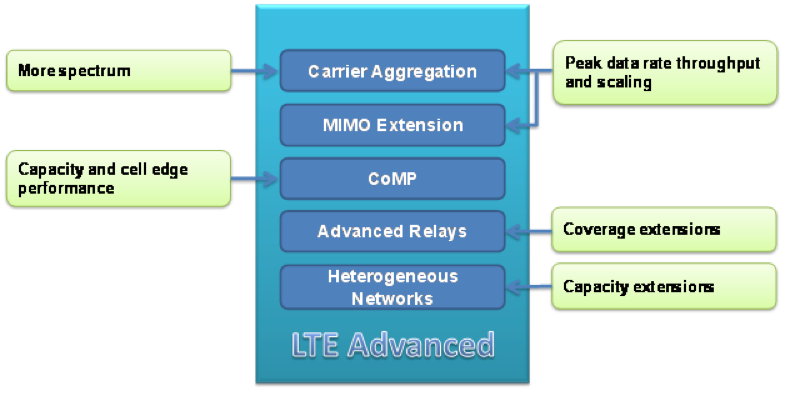 More spectrum
Carrier Aggregation
Peak data rate throughput
and scaling
MIMO Extension
Capacity and cell edge
performance
CoMP
Advanced Relays
Coverage extensions
Heterogeneous
Networks
Capacity extensions
LTE Advanced